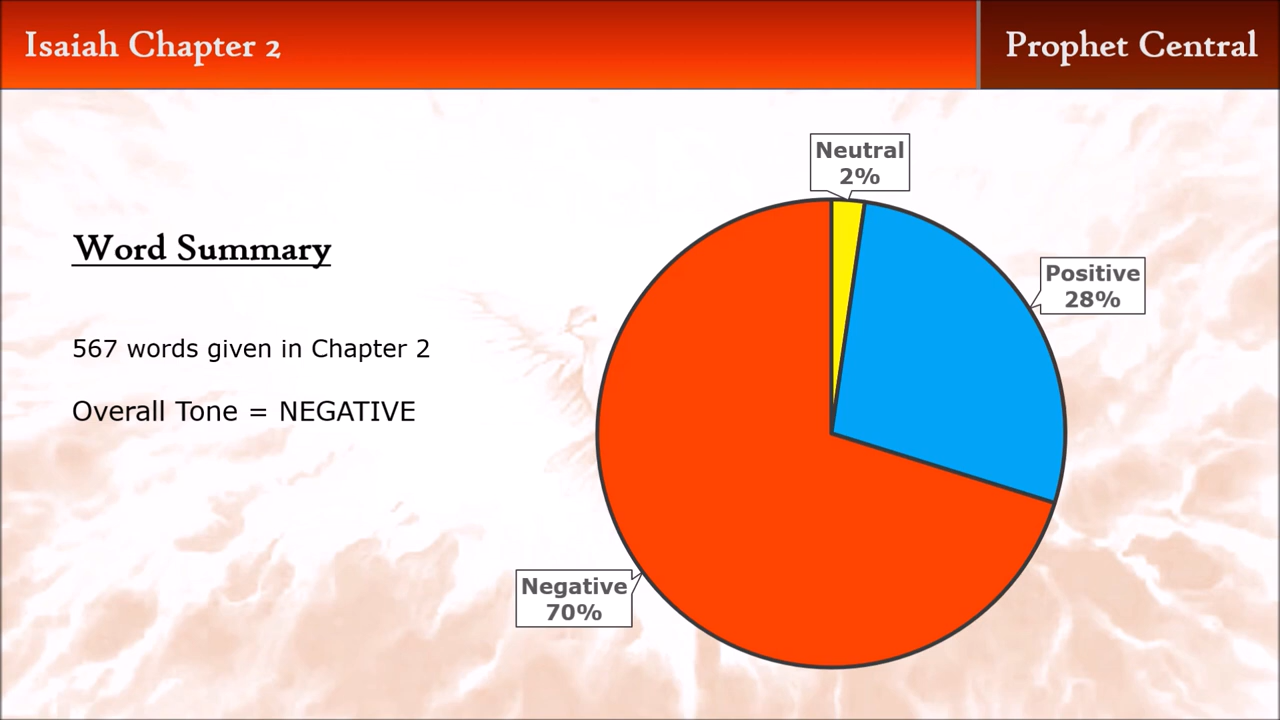 Isaiah Chapter 2
Prophet Central
Word Summary
567 words given in Chapter 2
Overall Tone = NEGATIVE
Neutral
2%
Positive
28%
Negative
70%